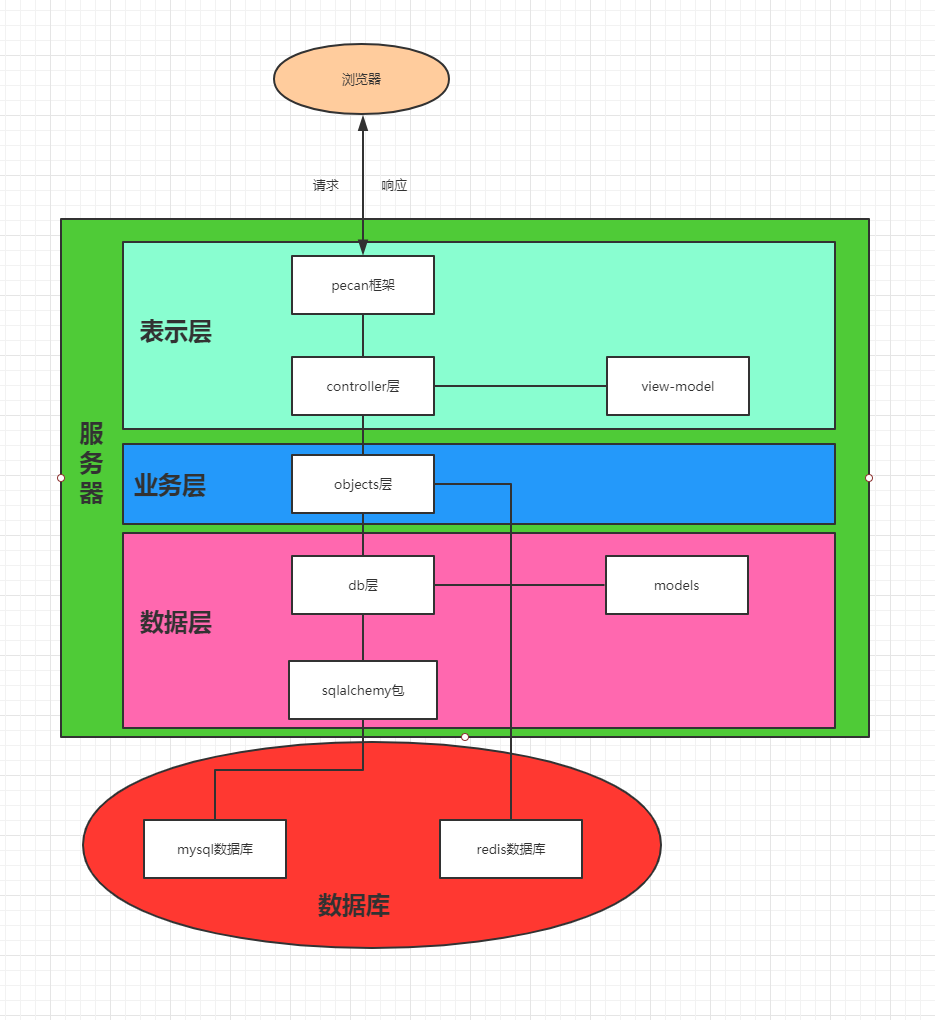 浏览器
请求
响应
pecan框架
表示层
controller层
view-model
服务器
业务层
objects层
db层
models
数据层
sqlalchemy包
mysql数据库
redis数据库
数据库